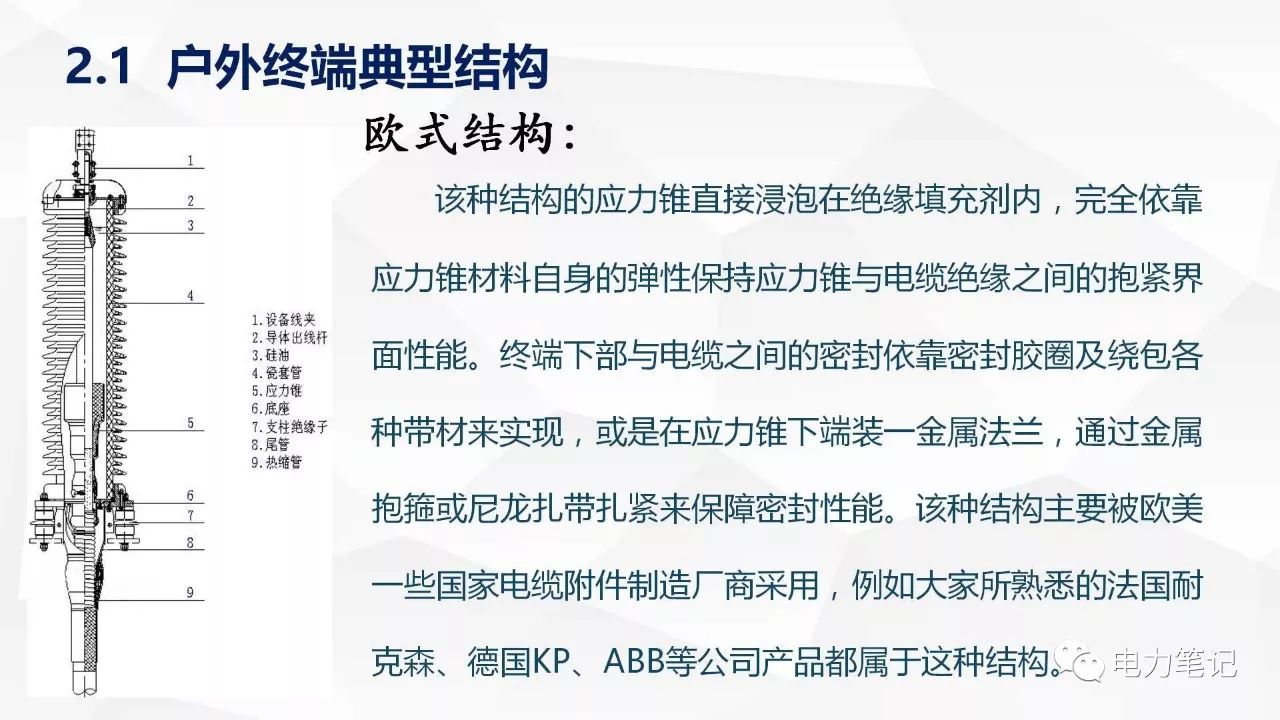 2.1 户外终端典型结构
欧式结构：
该种结构的应力锥直接浸泡在绝缘填充剂内，完全依靠
应力锥材料自身的弹性保持应力锥与电缆绝缘之间的抱紧界
面性能。终端下部与电缆之间的密封依靠密封胶圈及绕包各
种带材来实现，或是在应力锥下端装一金属法兰，通过金属
抱箍或尼龙扎带扎紧来保障密封性能。该种结构主要被欧美
一些国家电缆附件制造厂商采用，例如大家所熟悉的法国耐
克森、德国KP、ABB等公司产品都属于这种结构。
1
2
3
4
5
6
7
8
9
1.设备线夹
2.导体出线杆
3.硅油
4.瓷套管
5.应力锥
6.底座
7.支柱绝缘子
8.尾管
9.热缩管
电力笔记